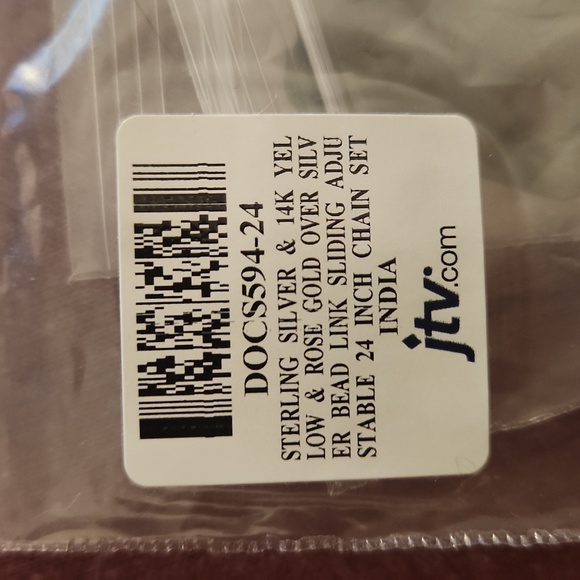 DOCS594-24
STERLING SILVER & 14K YEL
LOW & ROSE GOLD OVER SILV
ER BEAD LINK SLIDING ADJU
STABLE 24 INCH CHAIN SET
INDIA
jtv.com